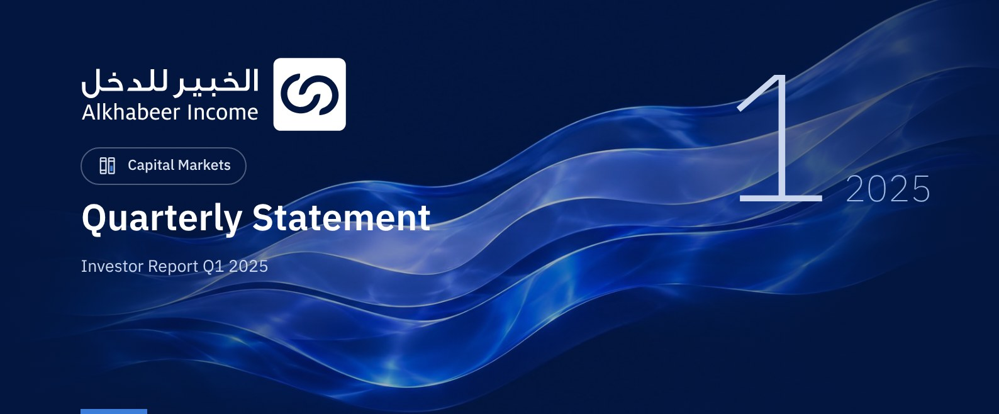 الخبير للدخل
Alkhabeer Income
Capital Markets
Quarterly Statement
Investor Report Q1 2025
1
2025